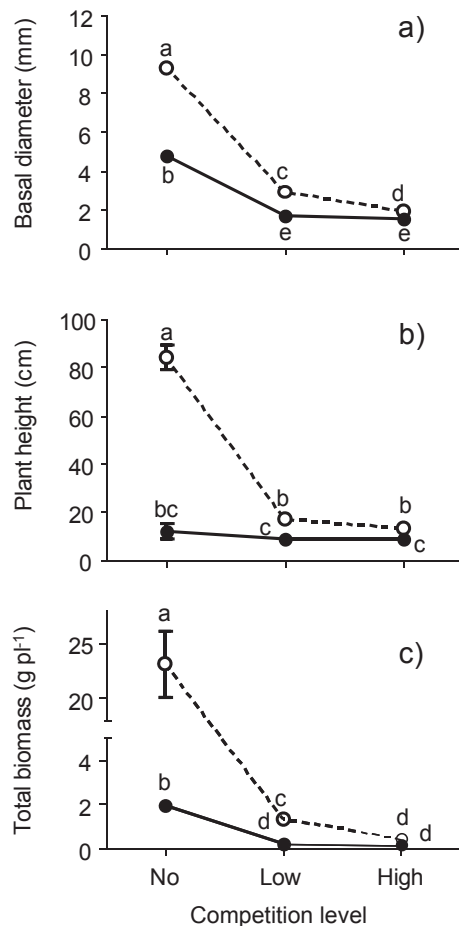 12
a)
a
10
8
6
4
b
c
d
2
e
e
0
Basal diameter (mm)
100
b)
a
80
60
40
20
bc
b
b
c
c
0
Plant height (cm)
a
c)
25
20
4
b
2
c
d
d
d
0
Total biomass (g pl-1)
No
Low
High
Competition level